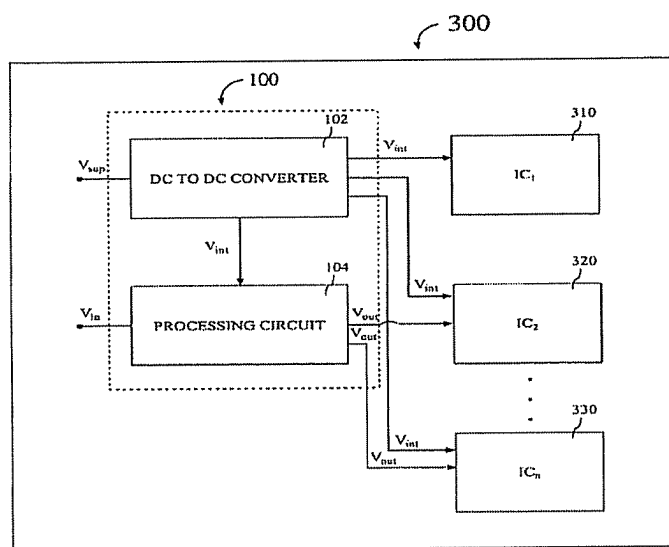 300
100
102
310
V_sup
DC TO DC CONVERTER
V_int
IC_1
V_int
104
V_int
320
V_in
PROCESSING CIRCUIT
V_out
V_out
IC_2
330
V_int
V_out
IC_n